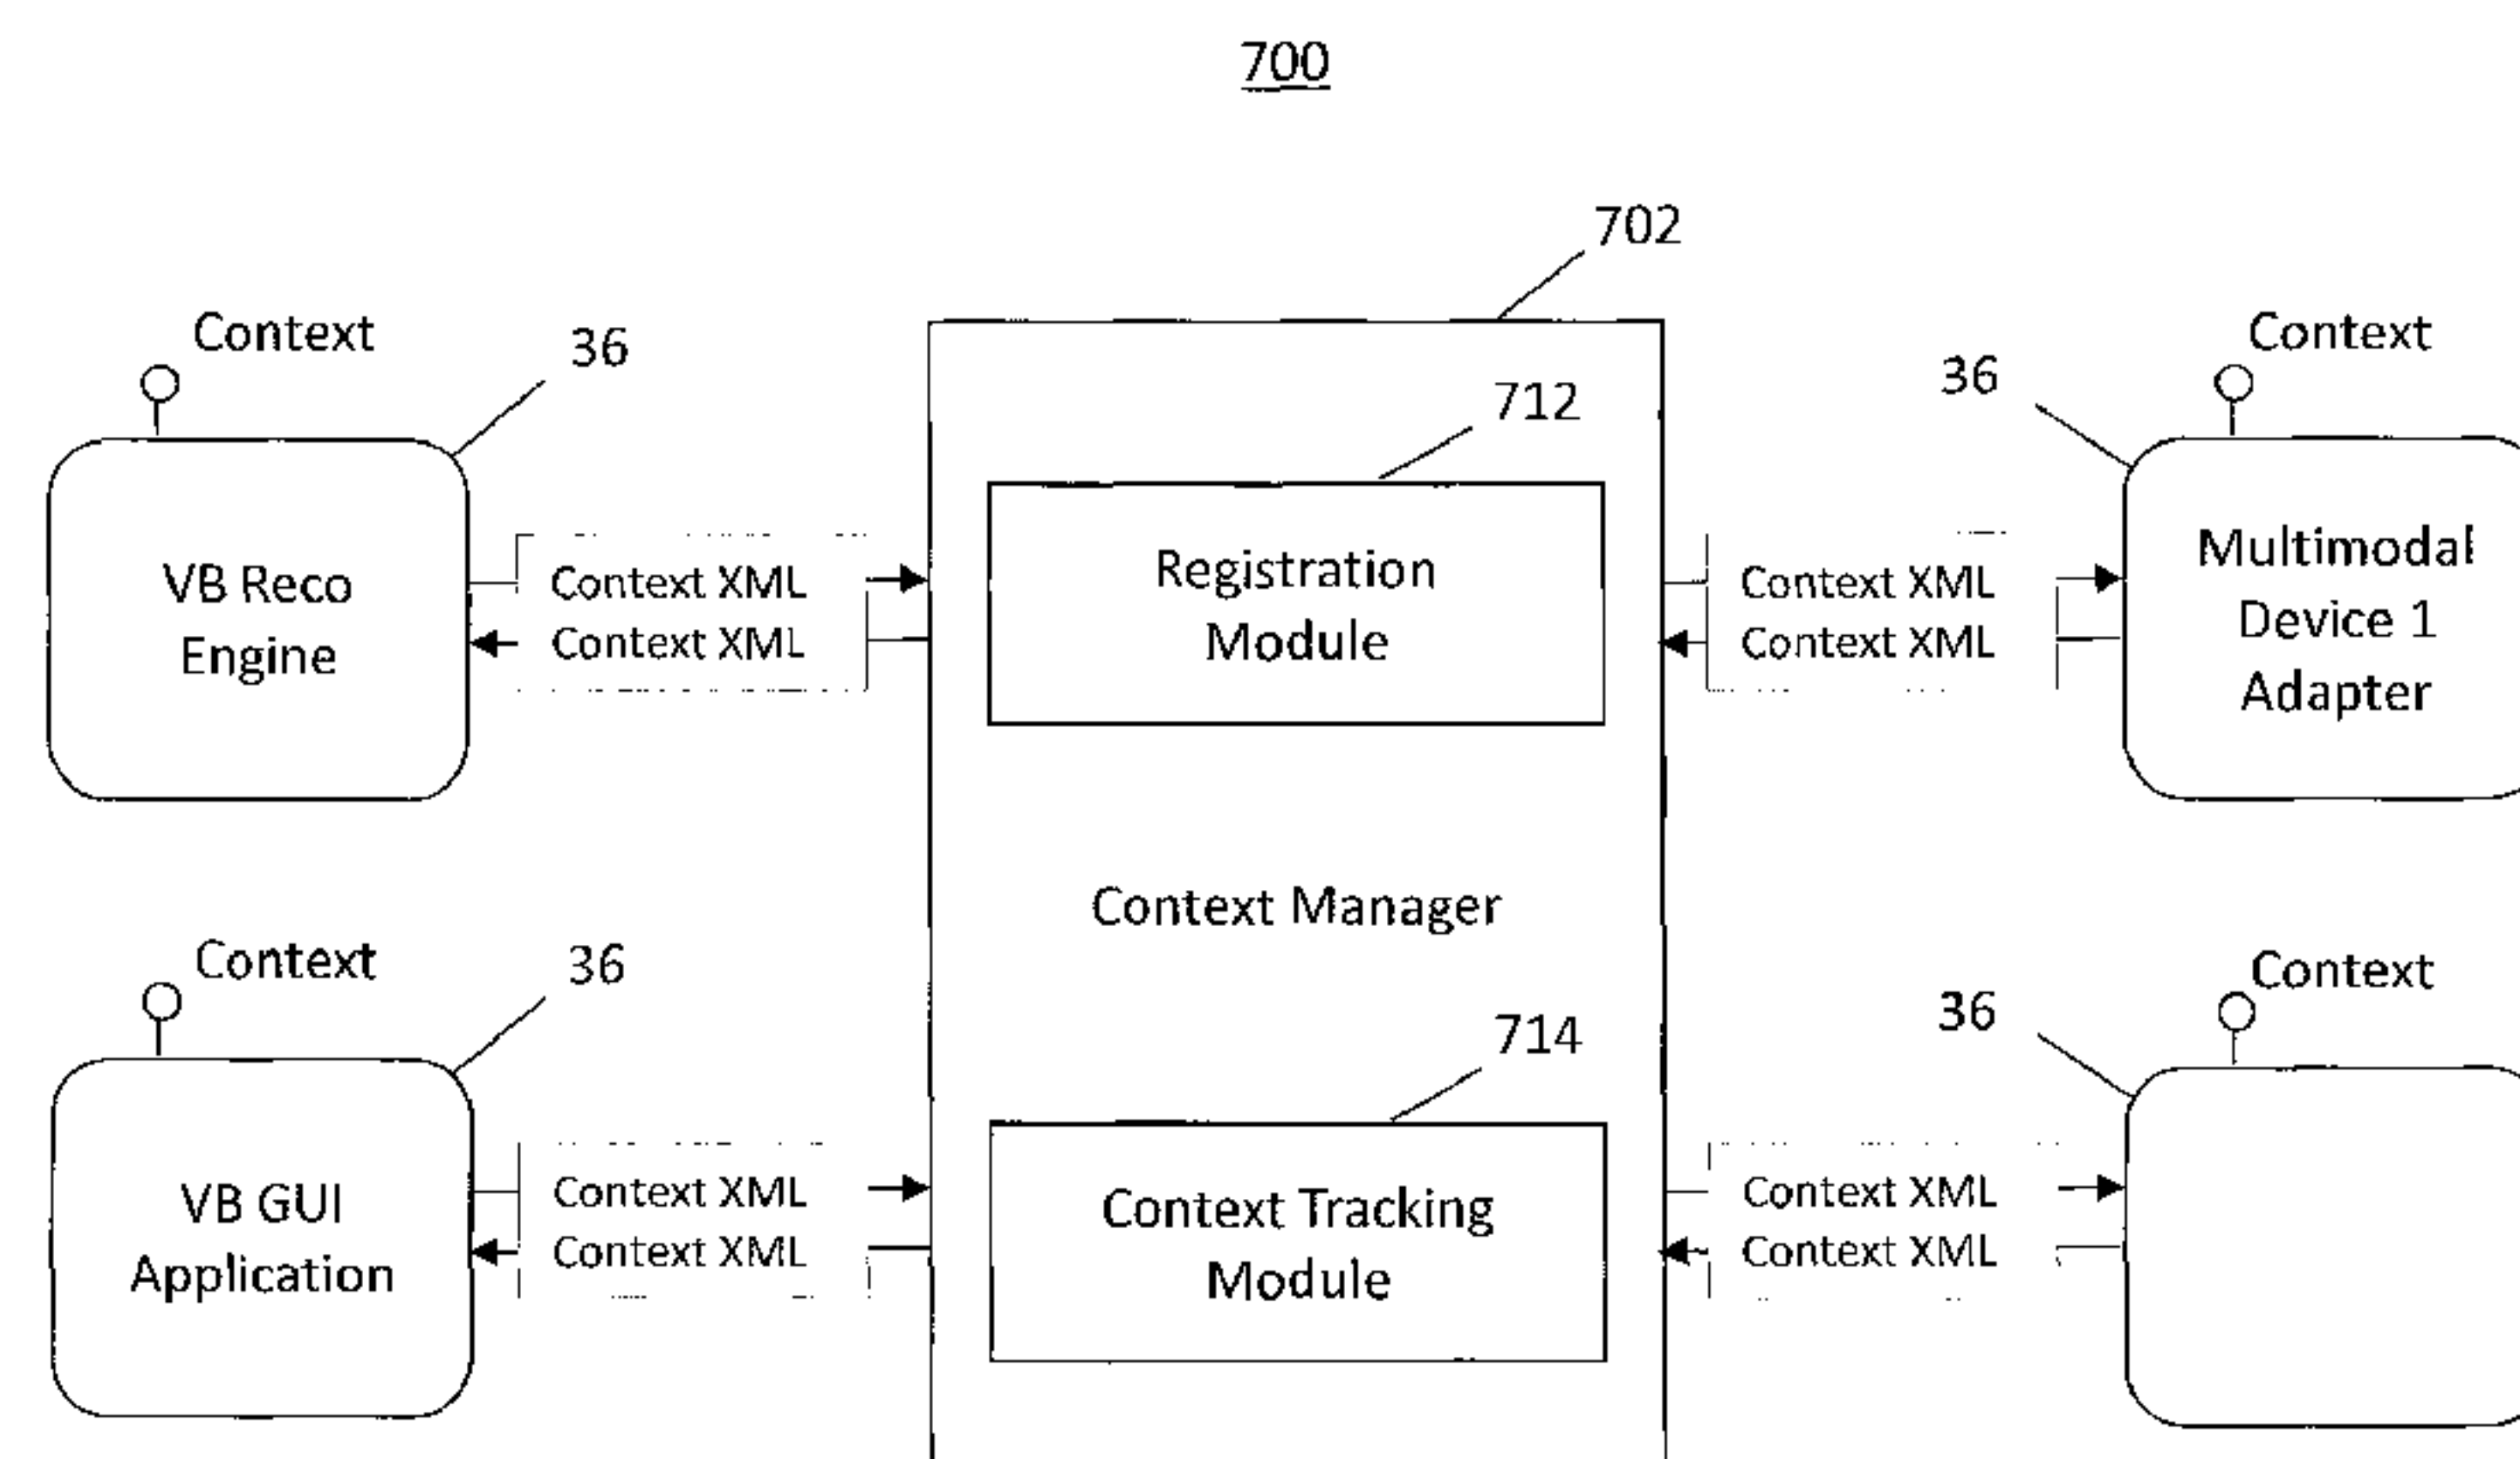 700
702
Context
36
36
Context
712
VB Reco
Engine
Context XML
Context XML
Registration
Module
Context XML
Context XML
Multimodal
Device 1
Adapter
Context Manager
Context
36
36
Context
714
VB GUI
Application
Context XML
Context XML
Context Tracking
Module
Context XML
Context XML